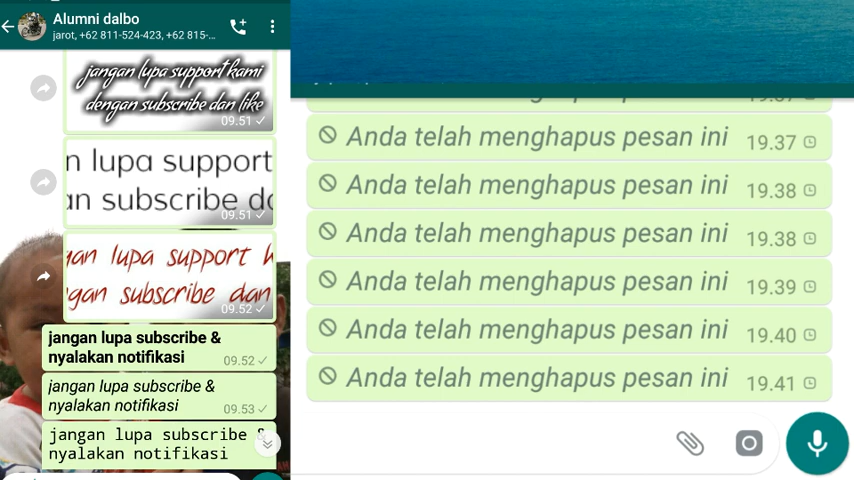 Alumni dalbo
jarot, +62 811-524-423, +62 815-...
jangan lupa support kami
dengan subscribe dan like
09.51
n lupa support
an subscribe d
09.51
gan lupa support
gan subscribe dan
09.52
jangan lupa subscribe &
nyalakan notifikasi
09.52
jangan lupa subscribe &
nyalakan notifikasi
09.53
jangan lupa subscribe &
nyalakan notifikasi
19.37
Anda telah menghapus pesan ini
19.37
Anda telah menghapus pesan ini
19.38
Anda telah menghapus pesan ini
19.38
Anda telah menghapus pesan ini
19.39
Anda telah menghapus pesan ini
19.40
Anda telah menghapus pesan ini
19.41